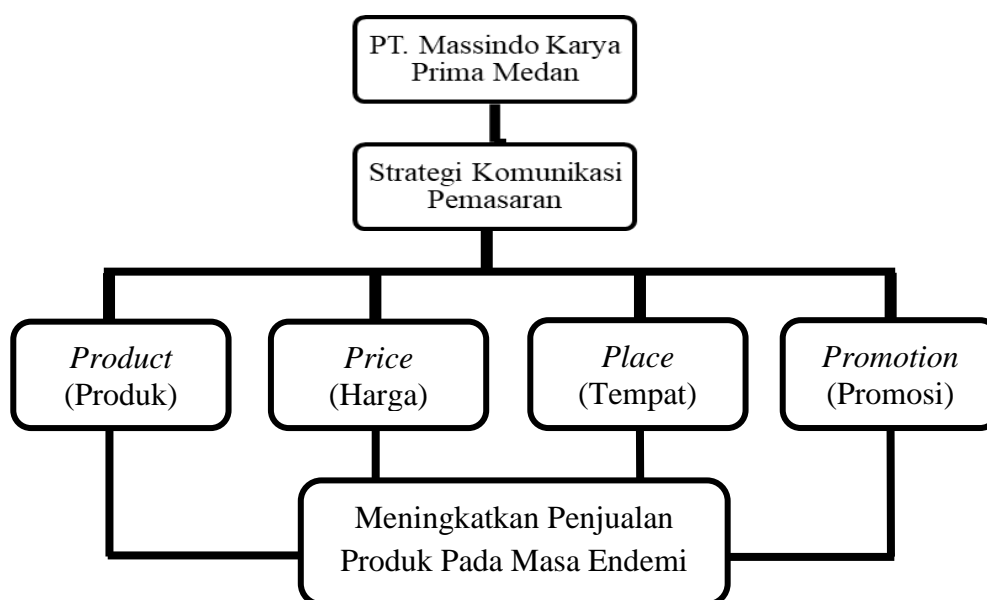 PT. Massindo Karya
Prima Medan
Strategi Komunikasi
Pemasaran
Product
(Produk)
Price
(Harga)
Place
(Tempat)
Promotion
(Promosi)
Meningkatkan Penjualan
Produk Pada Masa Endemi